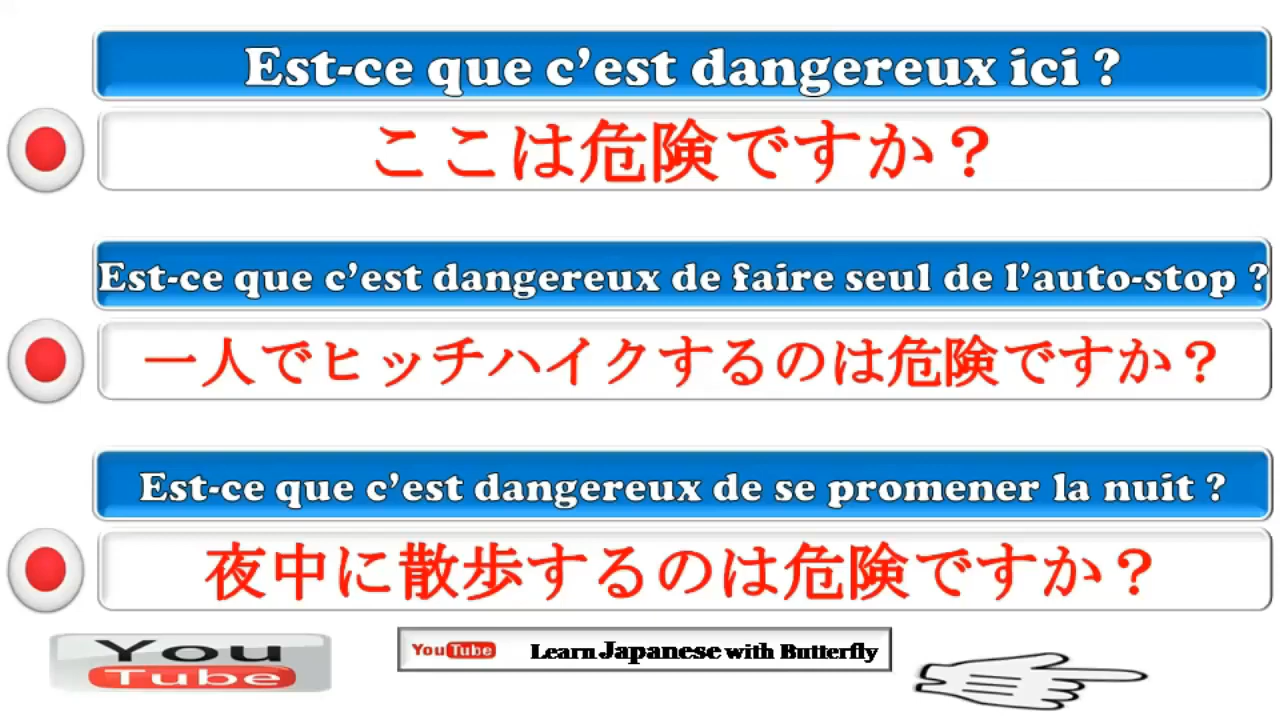 Est-ce que c’est dangereux ici ?
ここは危険ですか？
Est-ce que c’est dangereux de faire seul de l’auto-stop ?
一人でヒッチハイクするのは危険ですか？
Est-ce que c’est dangereux de se promener la nuit ?
夜中に散歩するのは危険ですか？
You
Tube
YouTube Learn Japanese with Butterfly